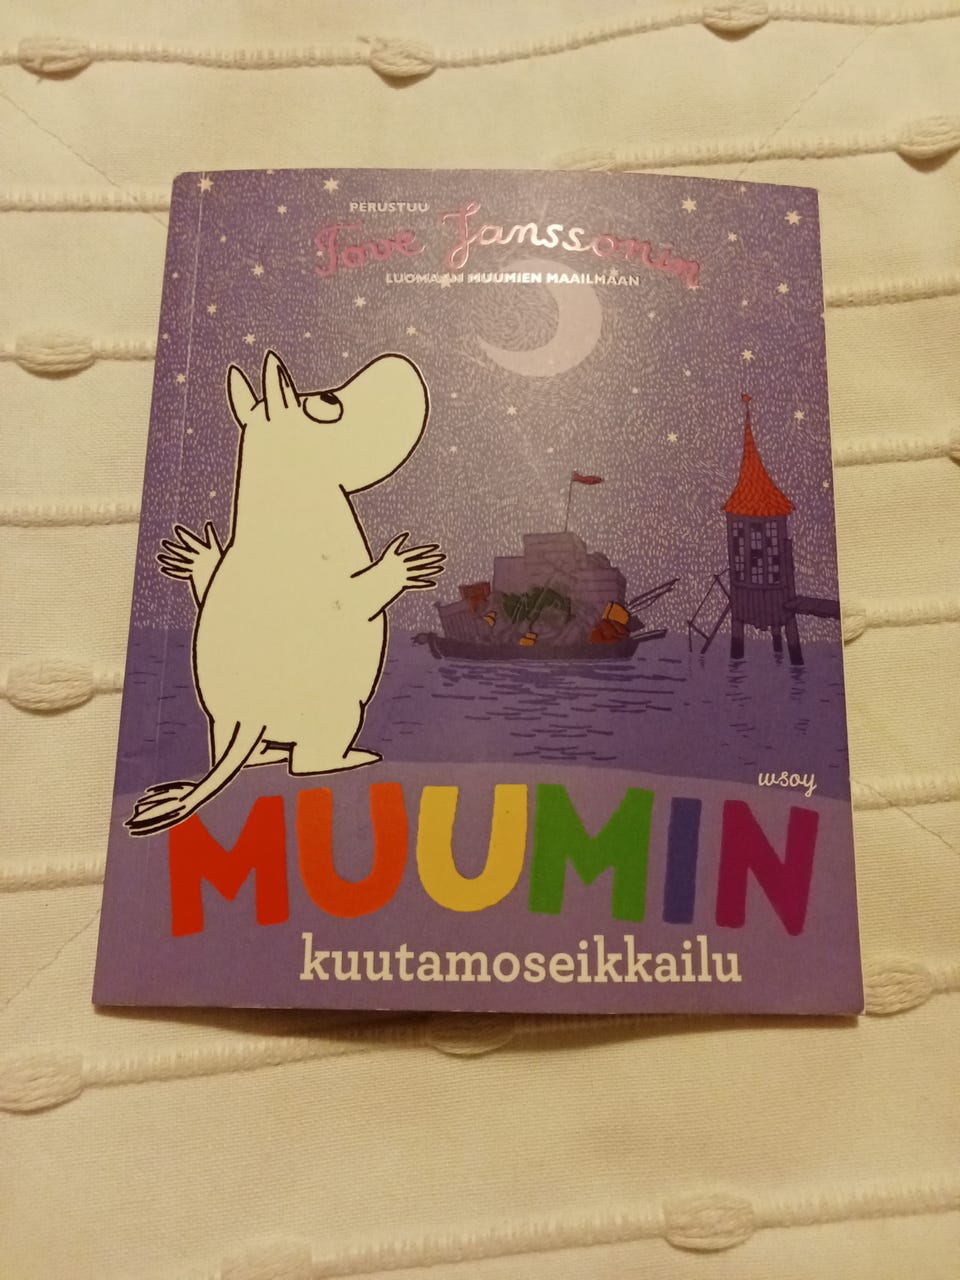 PERUSTUU
Tove Janssonin
LUOMAAN MUUMIEN MAAILMAAN
wsoy
MUUMIN
kuutamoseikkailu